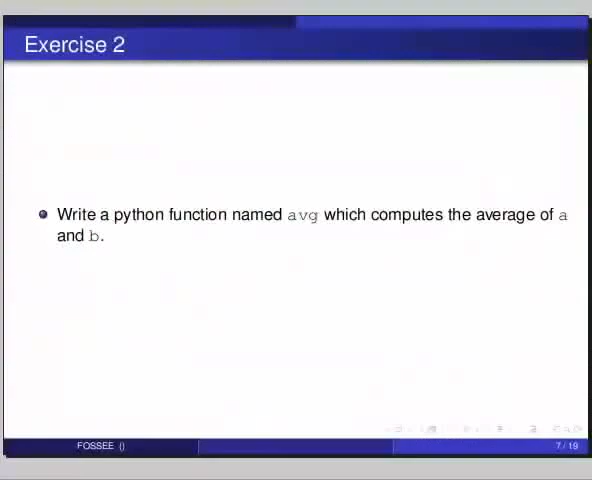 Exercise 2
Write a python function named avg which computes the average of a
and b.
FOSSEE ()
7 / 19